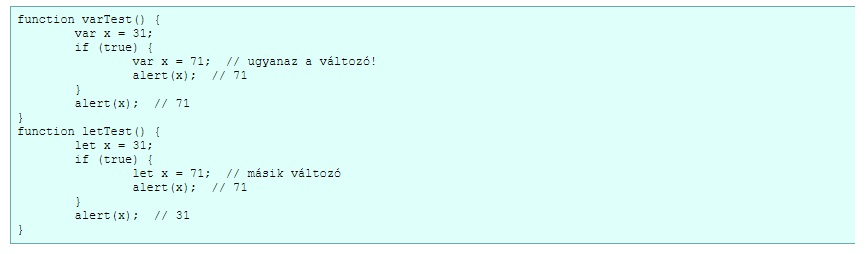 function varTest() {
var x = 31;
if (true) {
var x = 71;  // ugyanaz a változó!
alert(x);  // 71
}
alert(x);  // 71
}
function letTest() {
let x = 31;
if (true) {
let x = 71;  // másik változó
alert(x);  // 71
}
alert(x);  // 31
}